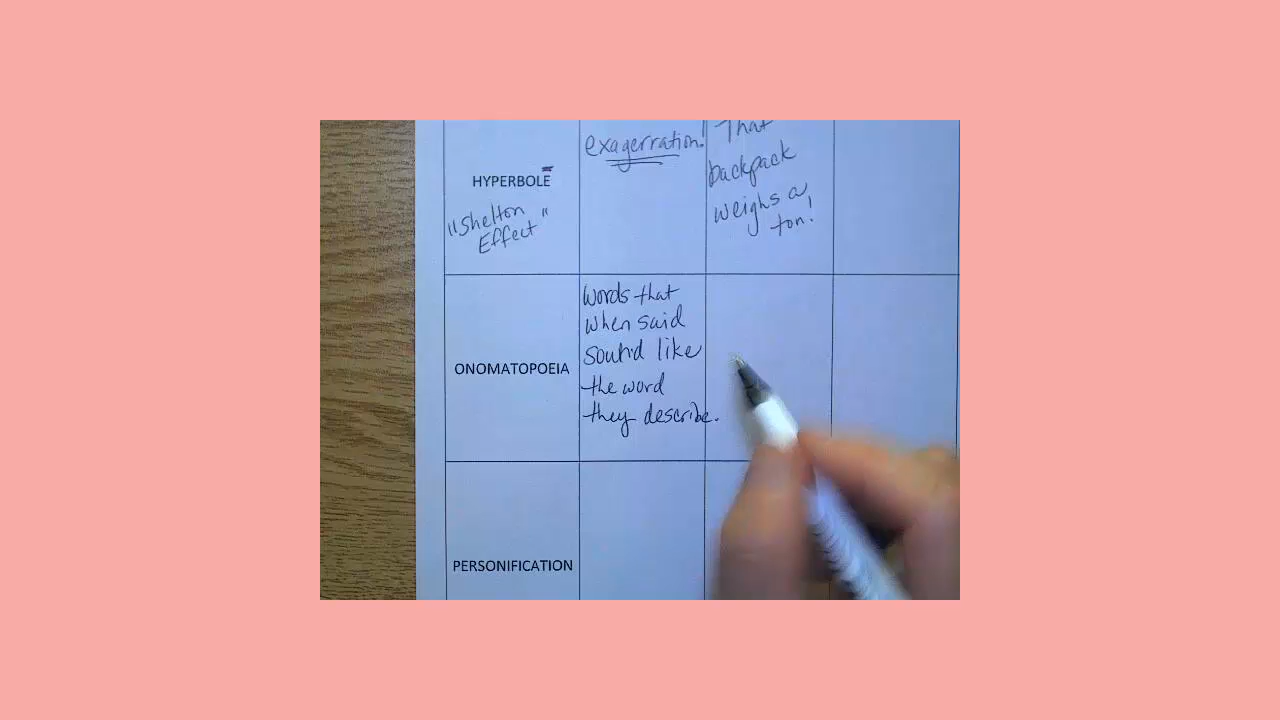 exagerration!
That
backpack
weighs a
ton!
HYPERBOLE
"Shelton
Effect"
words that
when said
sound like
the word
they describe.
ONOMATOPOEIA
PERSONIFICATION